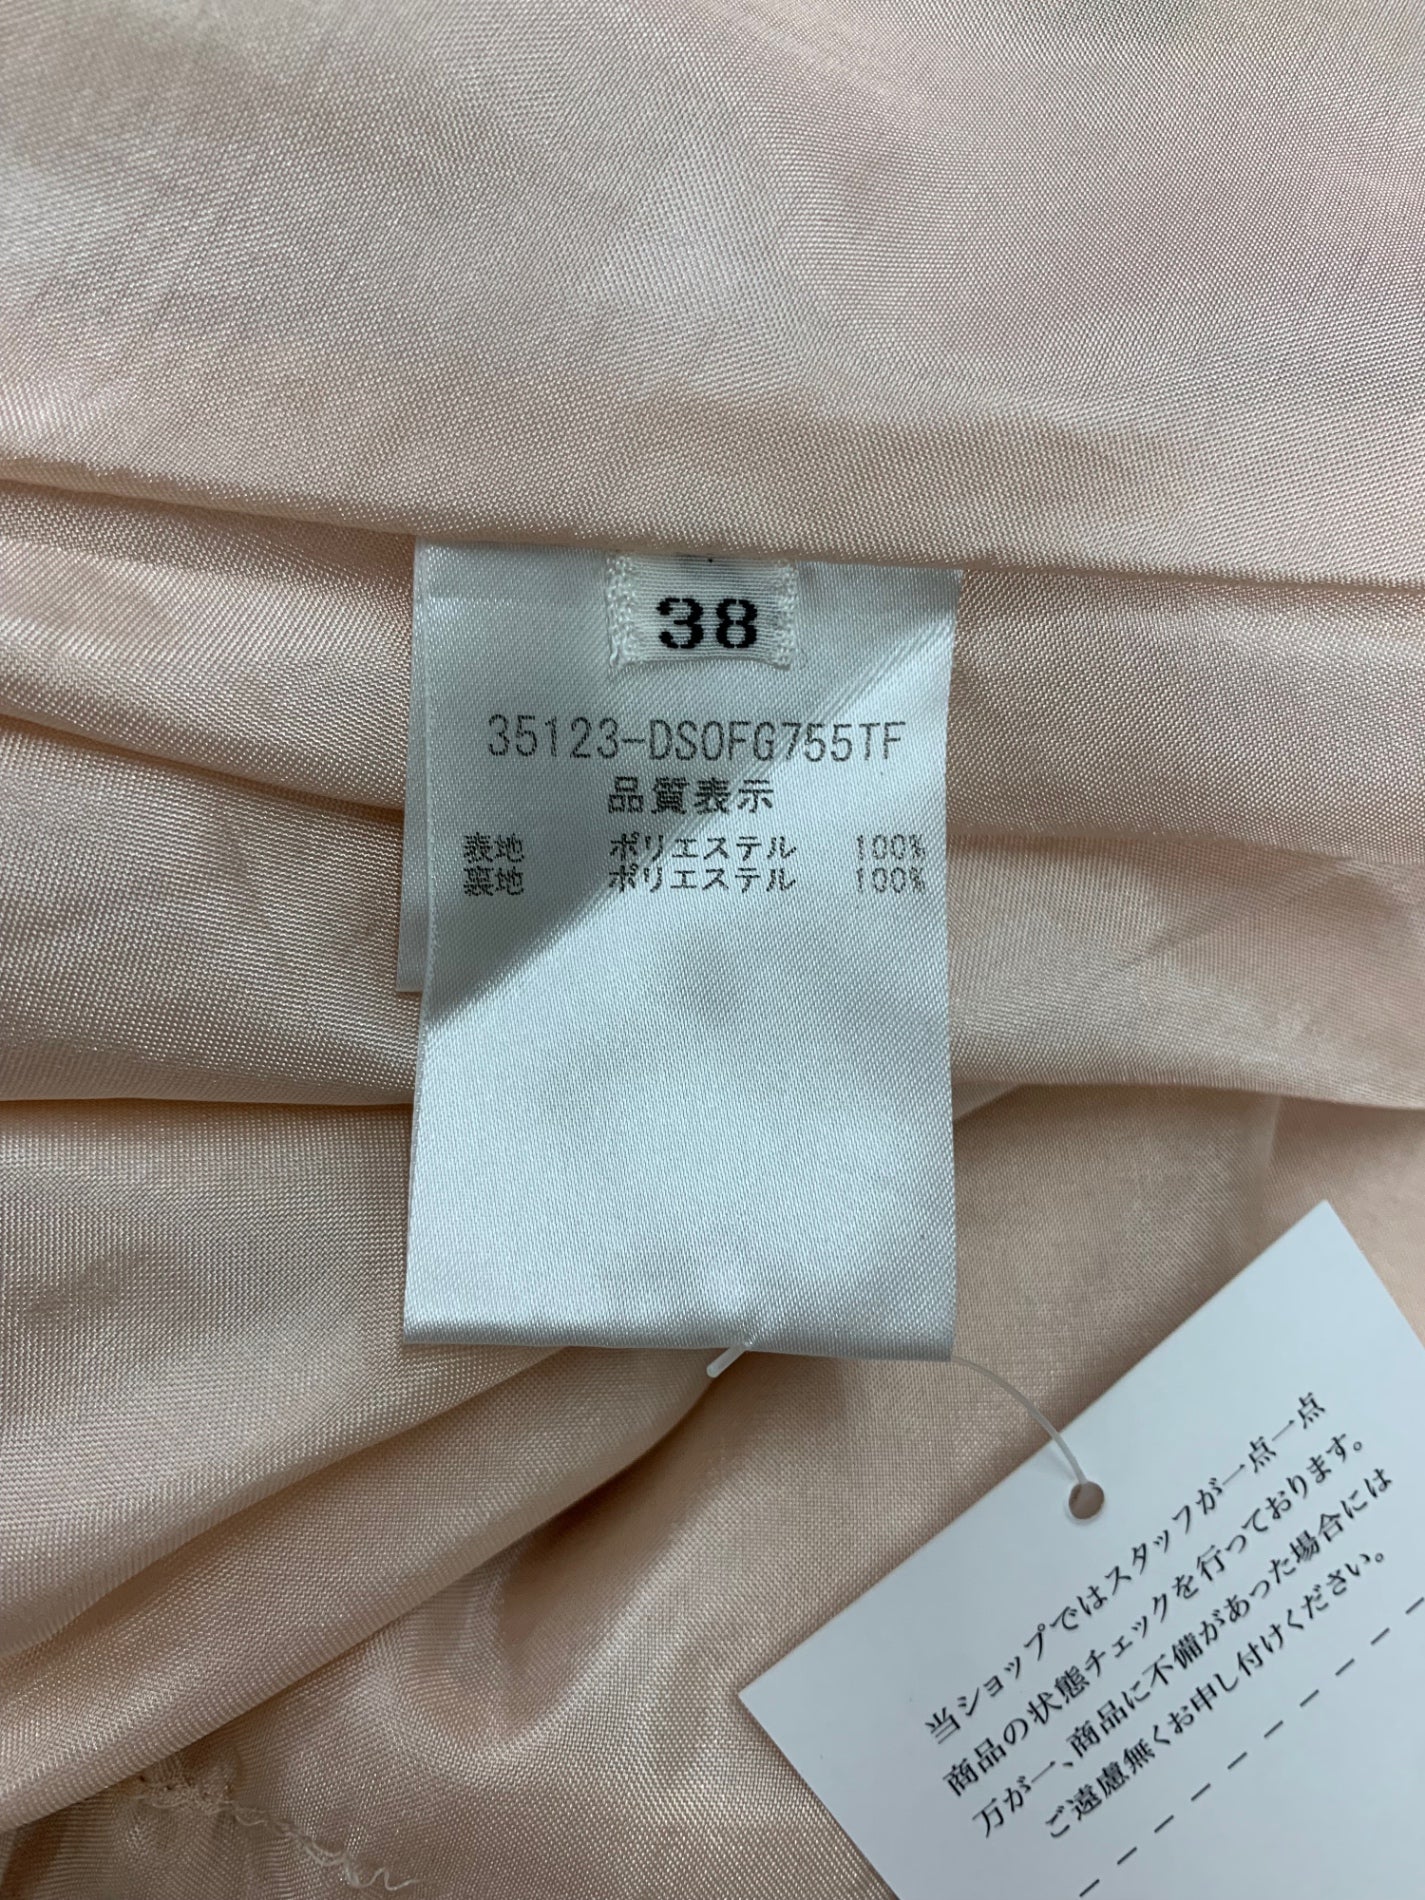 38
35123-DSOFG755TF
品質表示
表地 ポリエステル 100%
裏地 ポリエステル 100%
当ショップではスタッフが一点一点
商品の状態チェックを行っております。
万が一、商品に不備があった場合には
ご遠慮無くお申し付けください。